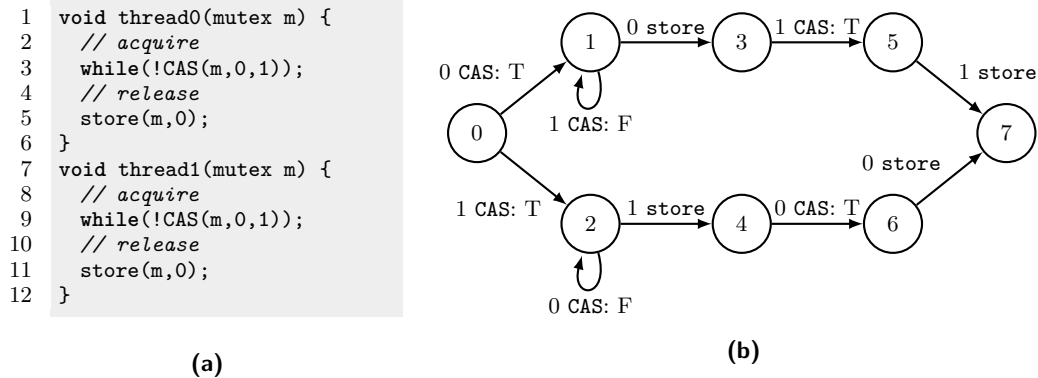 1 void thread0(mutex m) {
2 // acquire
3 while(!CAS(m,0,1));
4 // release
5 store(m,0);
6 }
7 void thread1(mutex m) {
8 // acquire
9 while(!CAS(m,0,1));
10 // release
11 store(m,0);
12 }
(a)
1 0 store 3 1 CAS: T 5
0 CAS: T
1 store
1 CAS: F
0 7
0 store
1 CAS: T
2 1 store 4 0 CAS: T 6
0 CAS: F
(b)